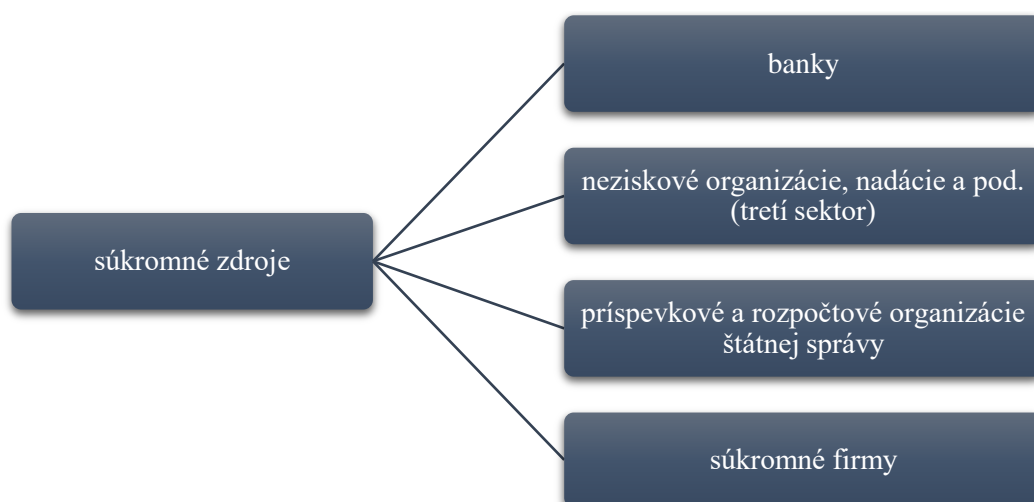 súkromné zdroje
banky
neziskové organizácie, nadácie a pod.
(tretí sektor)
príspevkové a rozpočtové organizácie
štátnej správy
súkromné firmy